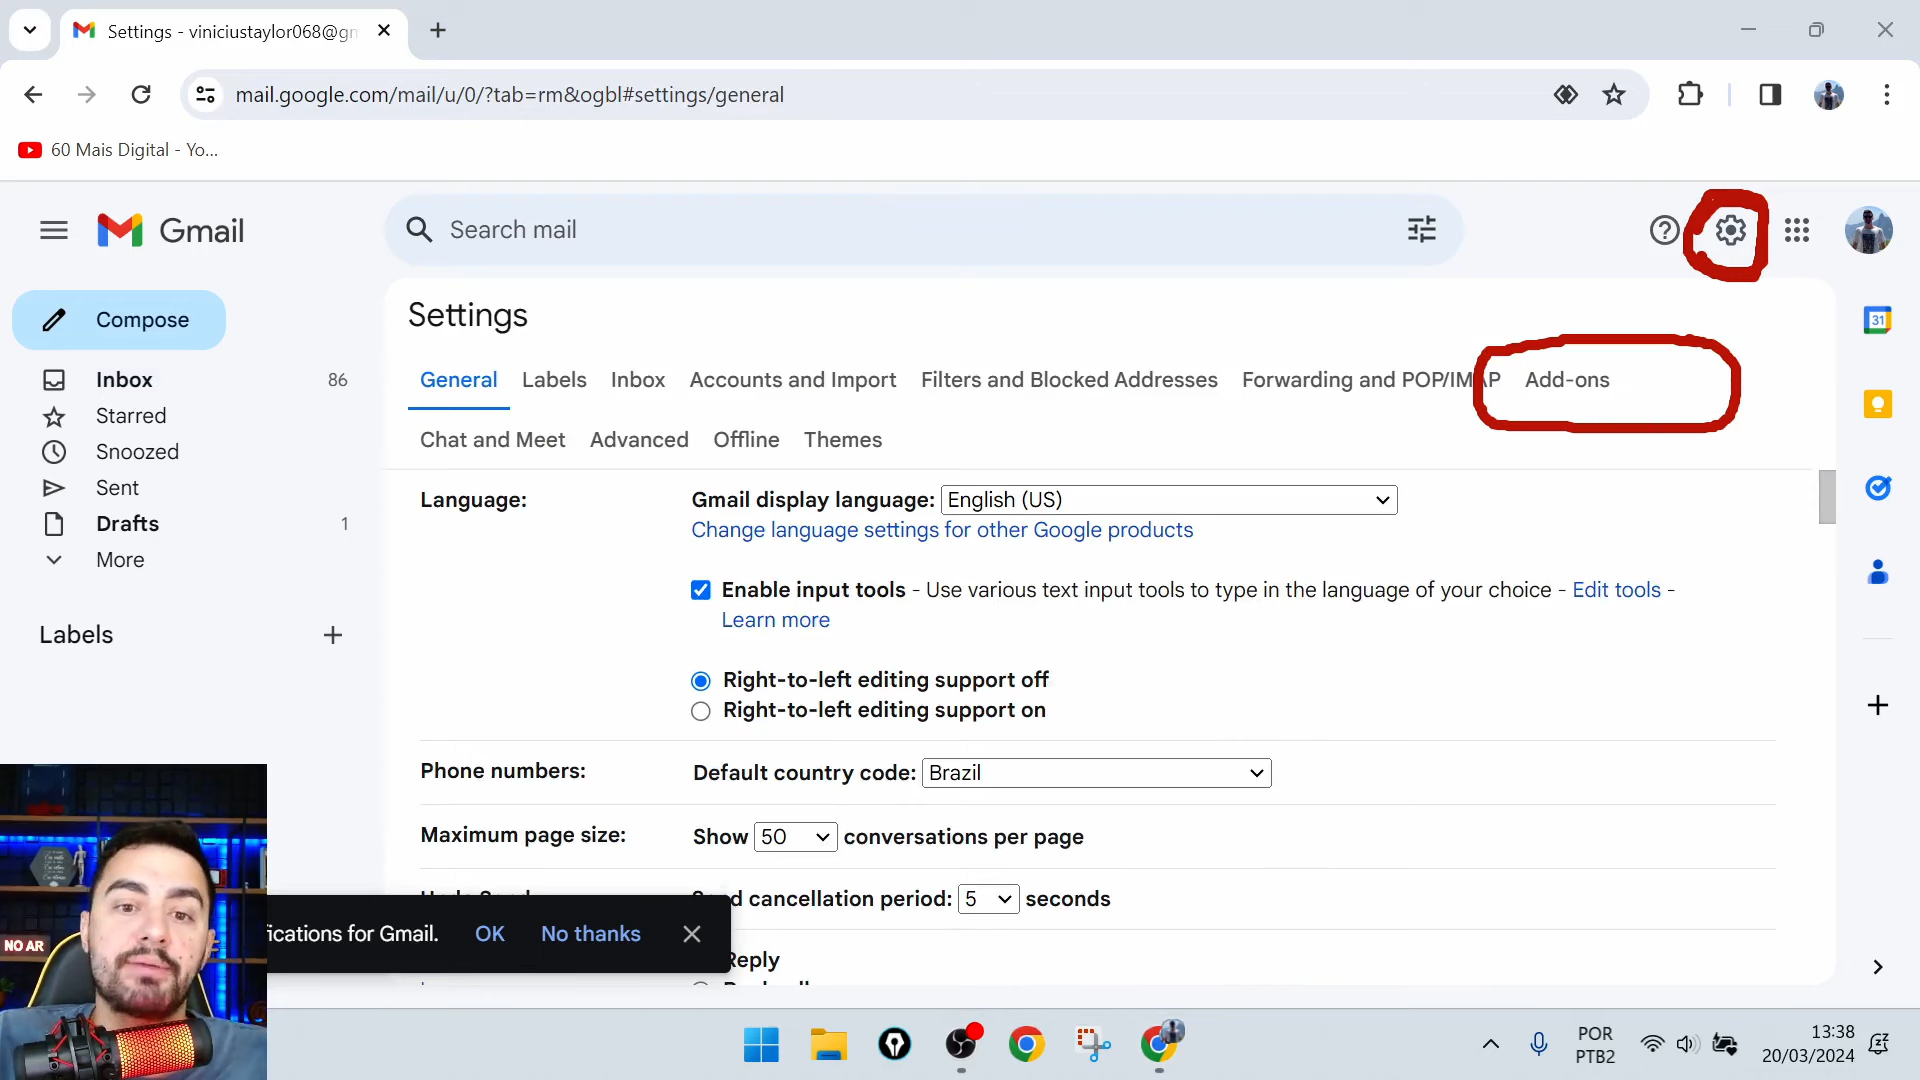 Settings - viniciustaylor068@gm
mail.google.com/mail/u/0/?tab=rm&ogbl#settings/general
60 Mais Digital - Yo...
Gmail
Search mail
Compose
Inbox 86
Starred
Snoozed
Sent
Drafts 1
More
Labels
Settings
General Labels Inbox Accounts and Import Filters and Blocked Addresses Forwarding and POP/IMAP Add-ons
Chat and Meet Advanced Offline Themes
Language: Gmail display language: English (US)
Change language settings for other Google products
Enable input tools - Use various text input tools to type in the language of your choice - Edit tools -
Learn more
Right-to-left editing support off
Right-to-left editing support on
Phone numbers: Default country code: Brazil
Maximum page size: Show 50 conversations per page
cancellation period: 5 seconds
for Gmail. OK No thanks
Reply
31
NO AR
POR
PTB2
13:38
20/03/2024